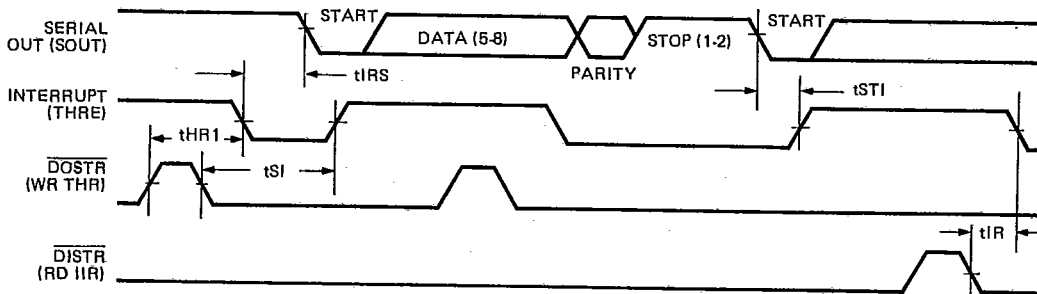 SERIAL
OUT (SOUT)
START
DATA (5-8)
PARITY
STOP (1-2)
START
tIRS
tSTI
INTERRUPT
(THRE)
tHR1
DOSTR
(WR THR)
tSI
tIR
DISTR
(RD IIR)